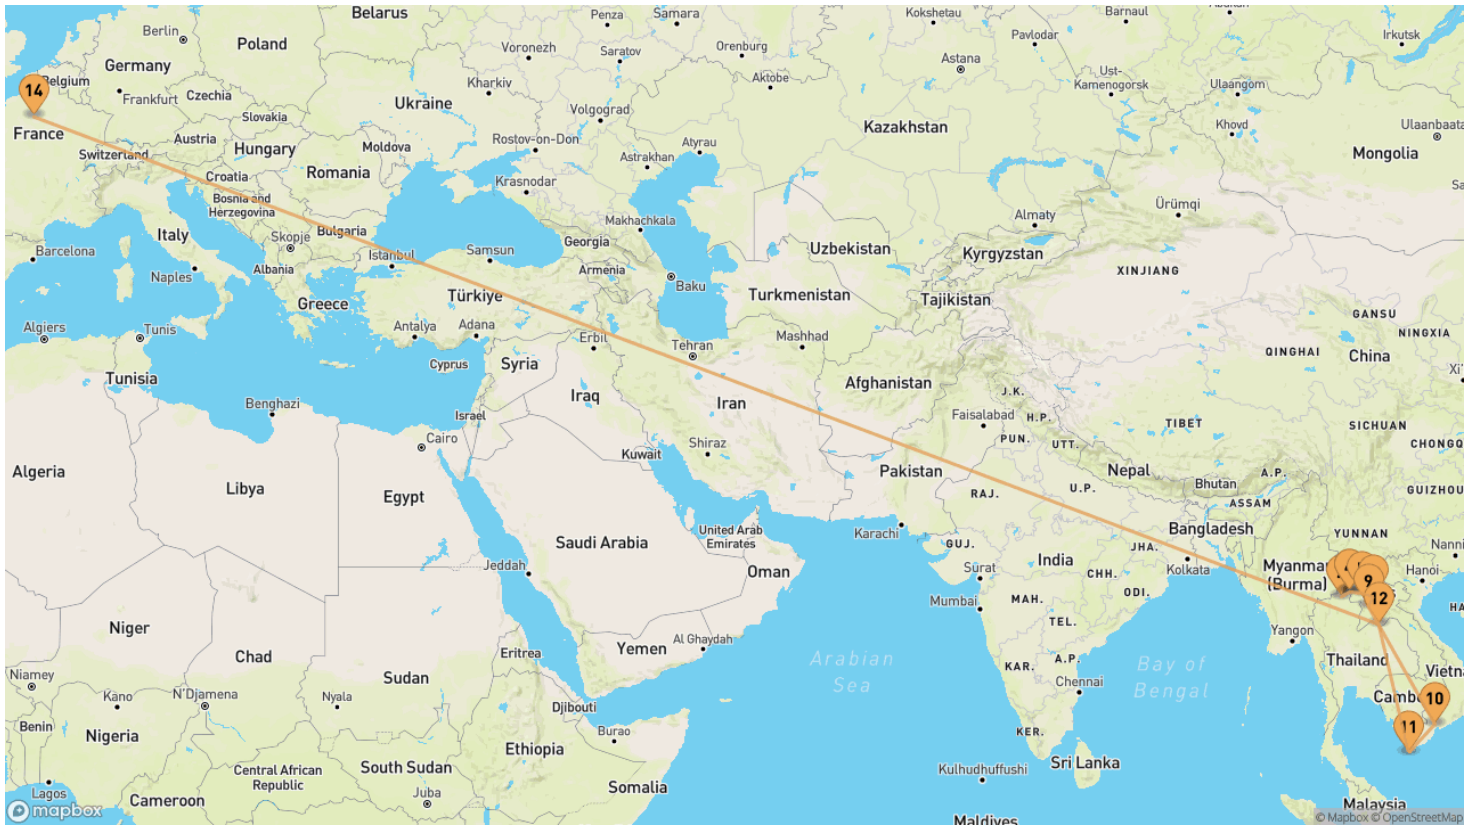 Belarus
Penza
Samara
Kokshetau
Barnaul
Berlin
Poland
Voronezh
Saratov
Orenburg
Pavlodar
Irkutsk
Germany
Belgium
14
Frankfurt
Czechia
Kharkiv
Aktobe
Astana
Ust-
Kamenogorsk
Ulaangom
Ukraine
Volgograd
Slovakia
France
Austria
Hungary
Moldova
Rostov-on-Don
Atyrau
Kazakhstan
Khovd
Ulaanbaata
Switzerland
Romania
Astrakhan
Mongolia
Croatia
Krasnodar
Bosnia and
Herzegovina
Makhachkala
Almaty
Ürümqi
Barcelona
Italy
Skopje
Bulgaria
Istanbul
Samsun
Georgia
Uzbekistan
Kyrgyzstan
Naples
Albania
Armenia
XINJIANG
Greece
Türkiye
Baku
Turkmenistan
Tajikistan
Algiers
Tunis
Antalya
Adana
Erbil
Tehran
Mashhad
GANSU
NINGXIA
QINGHAI
China
Tunisia
Cyprus
Syria
Afghanistan
Xi'
Benghazi
Israel
Iraq
Iran
J.K.
Faisalabad
H.P.
TIBET
SICHUAN
Cairo
Shiraz
PUN.
UTT.
CHONGQ
Algeria
Kuwait
Pakistan
Nepal
A.P.
Libya
Egypt
RAJ.
U.P.
Bhutan
GUIZHOU
ASSAM
United Arab
Emirates
Karachi
Bangladesh
YUNNAN
Saudi Arabia
GUJ.
India
JHA.
Nanni
Jeddah
Oman
Surat
CHH.
Kolkata
Myanmar
(Burma)
9
Hanoi
Mumbai
MAH.
ODI.
12
HA
Niger
Yemen
Al Ghaydah
TEL.
Yangon
Chad
Eritrea
Arabian
Sea
KAR.
A.P.
Bay of
Bengal
Thailand
Vietna
Niamey
Kano
N'Djamena
Sudan
Nyala
Chennai
Camb
10
Djibouti
Benin
Nigeria
Ethiopia
Burao
KER.
11
Central African
Republic
South Sudan
Kulhudhuffushi
Sri Lanka
Lagos
Cameroon
Juba
Somalia
Malaysia
mapbox
Maldives
© Mapbox © OpenStreetMap